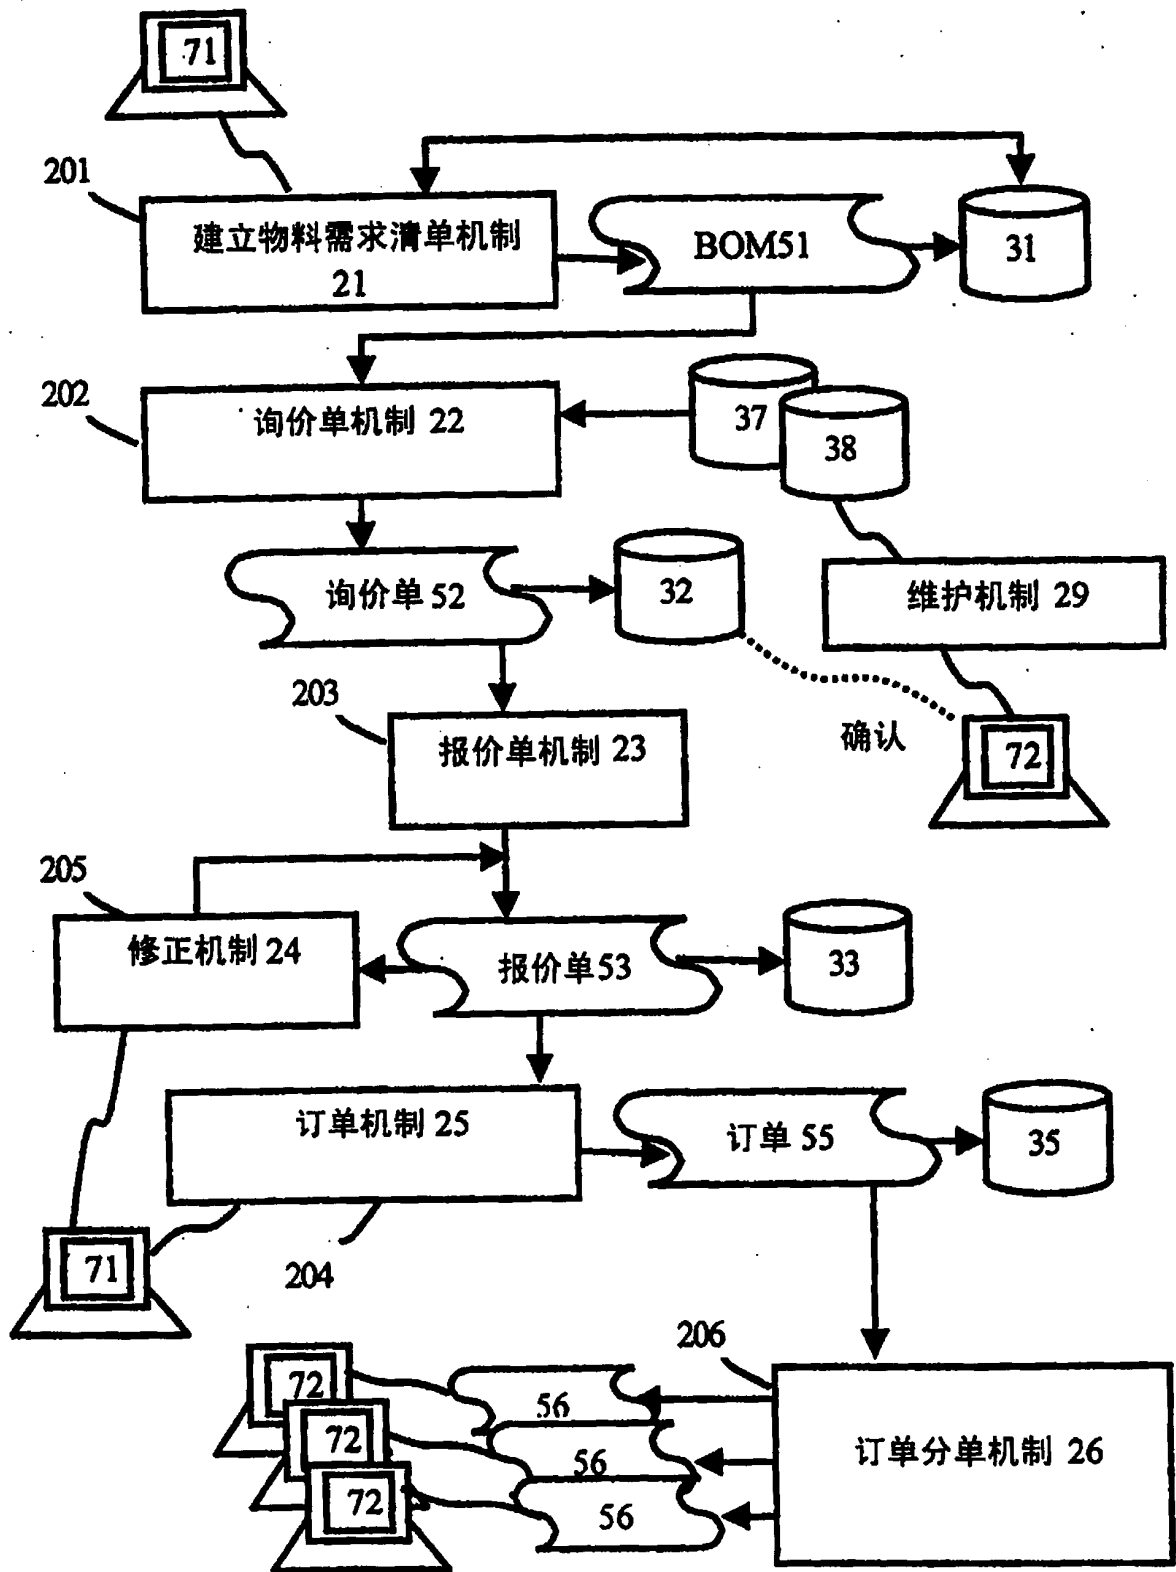 71
201
建立物料需求清单机制
21
BOM51
31
202
询价单机制 22
37
38
询价单 52
32
维护机制 29
203
报价单机制 23
确认
72
205
修正机制 24
报价单 53
33
订单机制 25
订单 55
35
71
204
206
72
56
72
56
订单分单机制 26
72
56